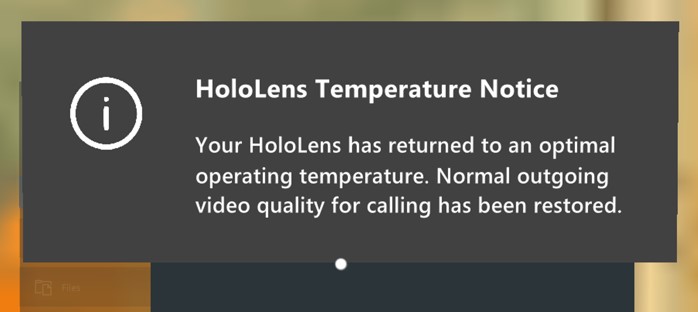 HoloLens Temperature Notice
Your HoloLens has returned to an optimal
operating temperature. Normal outgoing
video quality for calling has been restored.
Files